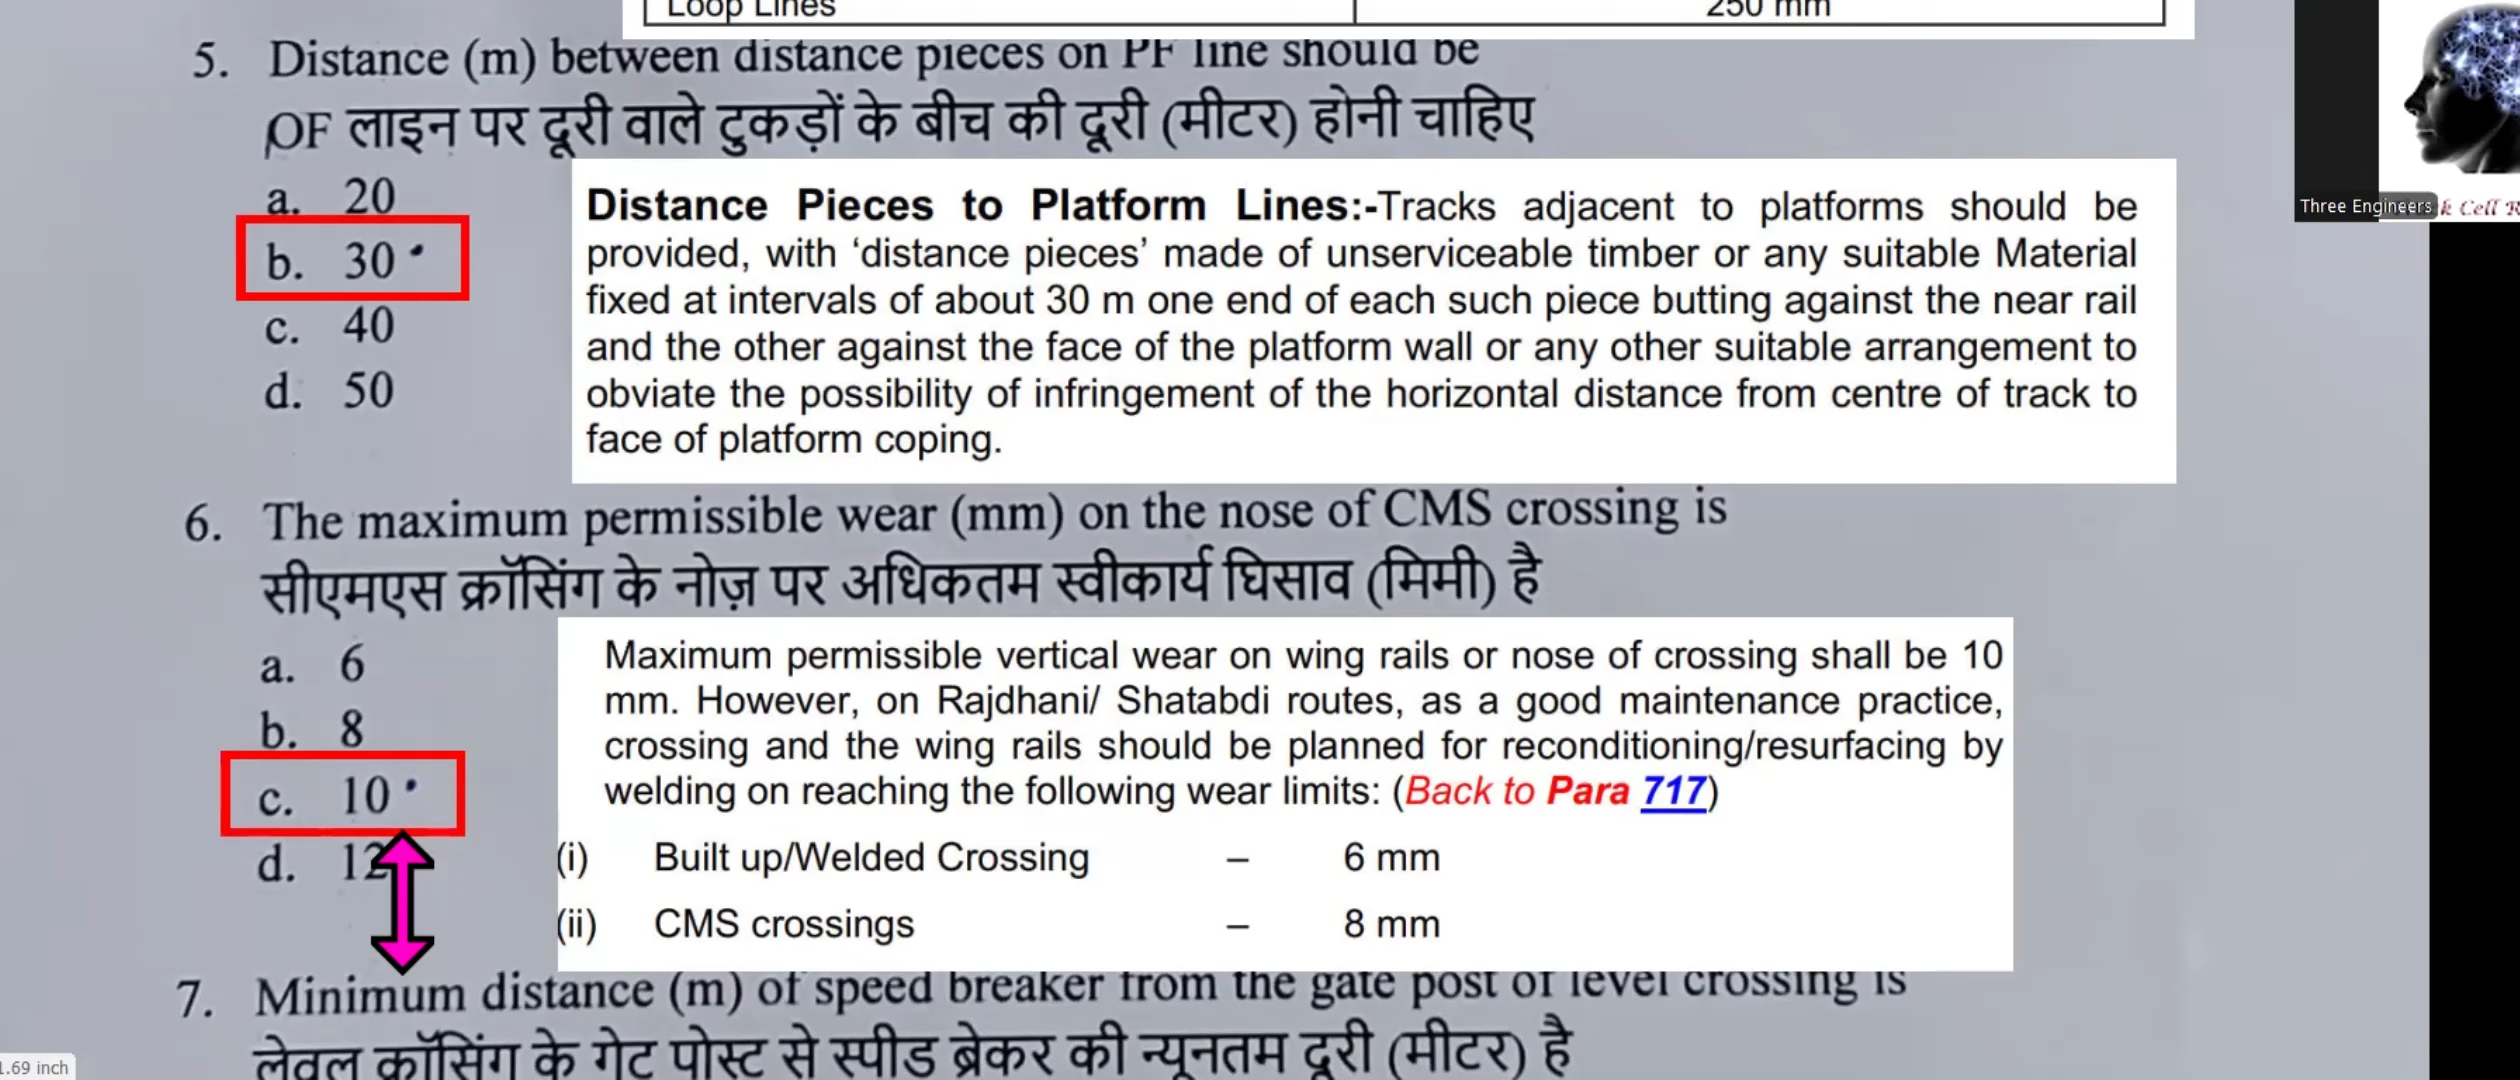 Loop Lines 250 mm
5. Distance (m) between distance pieces on PF line should be
OF लाइन पर दूरी वाले टुकड़ों के बीच की दूरी (मीटर) होनी चाहिए
a. 20
b. 30
c. 40
d. 50
Distance Pieces to Platform Lines:-Tracks adjacent to platforms should be
provided, with ‘distance pieces’ made of unserviceable timber or any suitable Material
fixed at intervals of about 30 m one end of each such piece butting against the near rail
and the other against the face of the platform wall or any other suitable arrangement to
obviate the possibility of infringement of the horizontal distance from centre of track to
face of platform coping.
6. The maximum permissible wear (mm) on the nose of CMS crossing is
सीएमएस क्रॉसिंग के नोज़ पर अधिकतम स्वीकार्य घिसाव (मिमी) है
a. 6
b. 8
c. 10
d. 12
Maximum permissible vertical wear on wing rails or nose of crossing shall be 10
mm. However, on Rajdhani/ Shatabdi routes, as a good maintenance practice,
crossing and the wing rails should be planned for reconditioning/resurfacing by
welding on reaching the following wear limits: (Back to Para 717)
(i) Built up/Welded Crossing – 6 mm
(ii) CMS crossings – 8 mm
7. Minimum distance (m) of speed breaker from the gate post of level crossing is
लेवल क्रॉसिंग के गेट पोस्ट से स्पीड ब्रेकर की न्यूनतम दूरी (मीटर) है
Three Engineers
Cell
1.69 inch